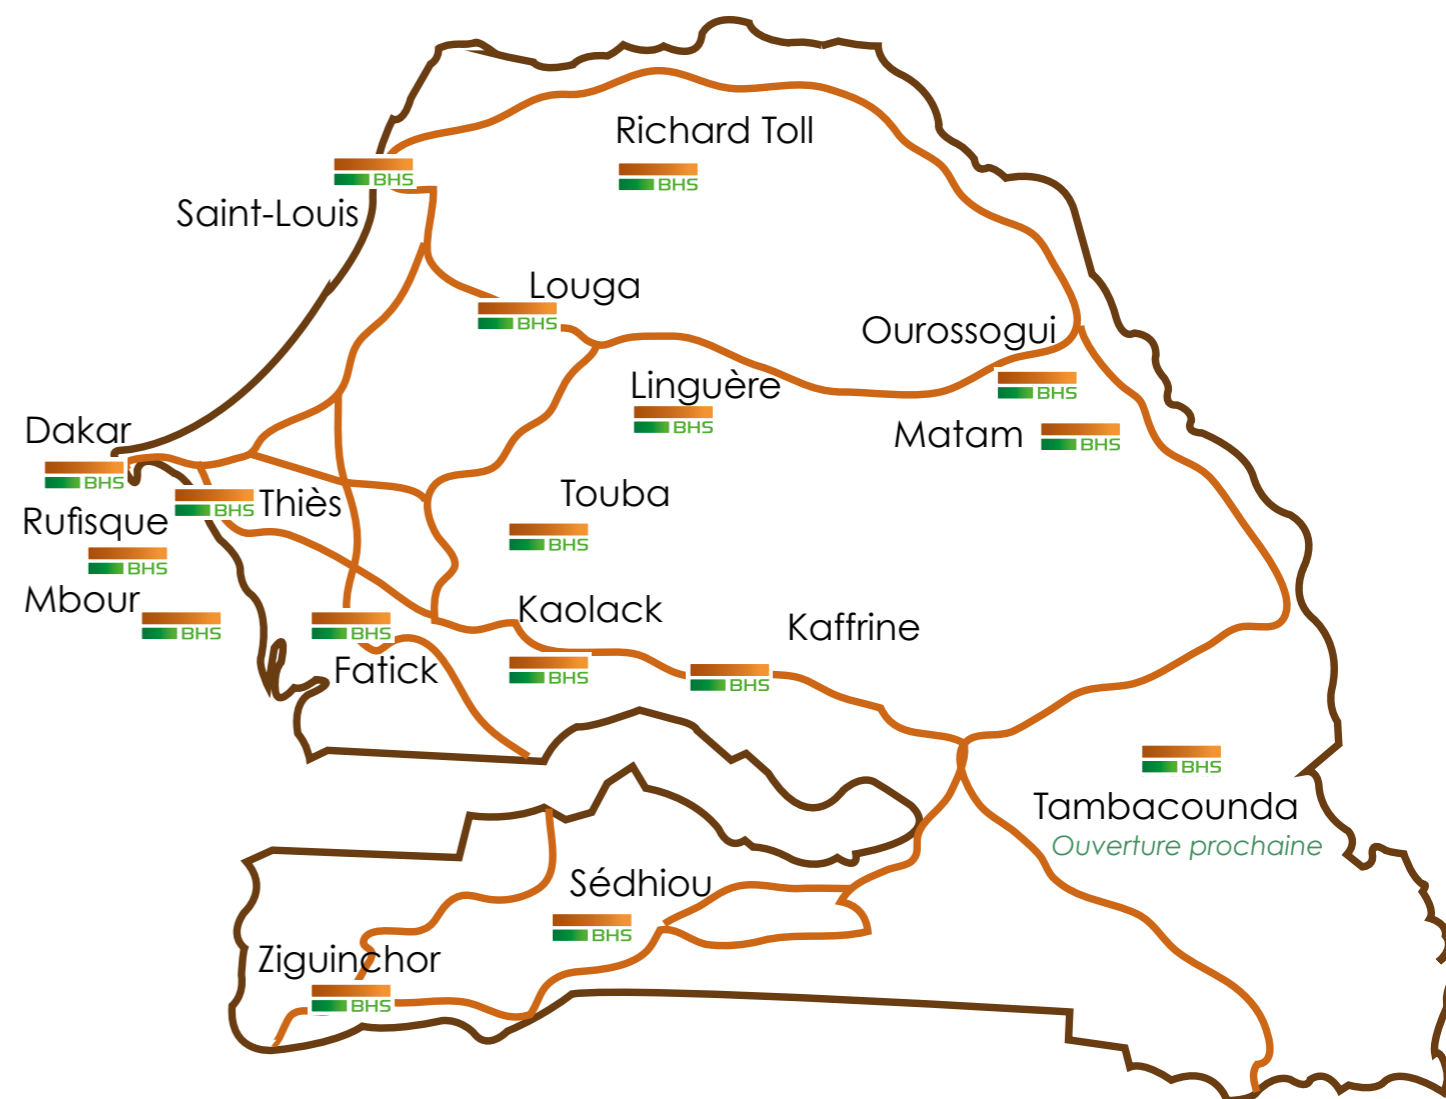 Richard Toll
BHS
BHS
Saint-Louis
Louga
BHS
Ourossogui
BHS
Linguère
BHS
Matam
BHS
Dakar
BHS
Thiès
BHS
Touba
BHS
Rufisque
BHS
Mbour
BHS
Kaolack
BHS
Kaffrine
BHS
BHS
Fatick
BHS
Tambacounda
Ouverture prochaine
Sédhiou
BHS
Ziguinchor
BHS